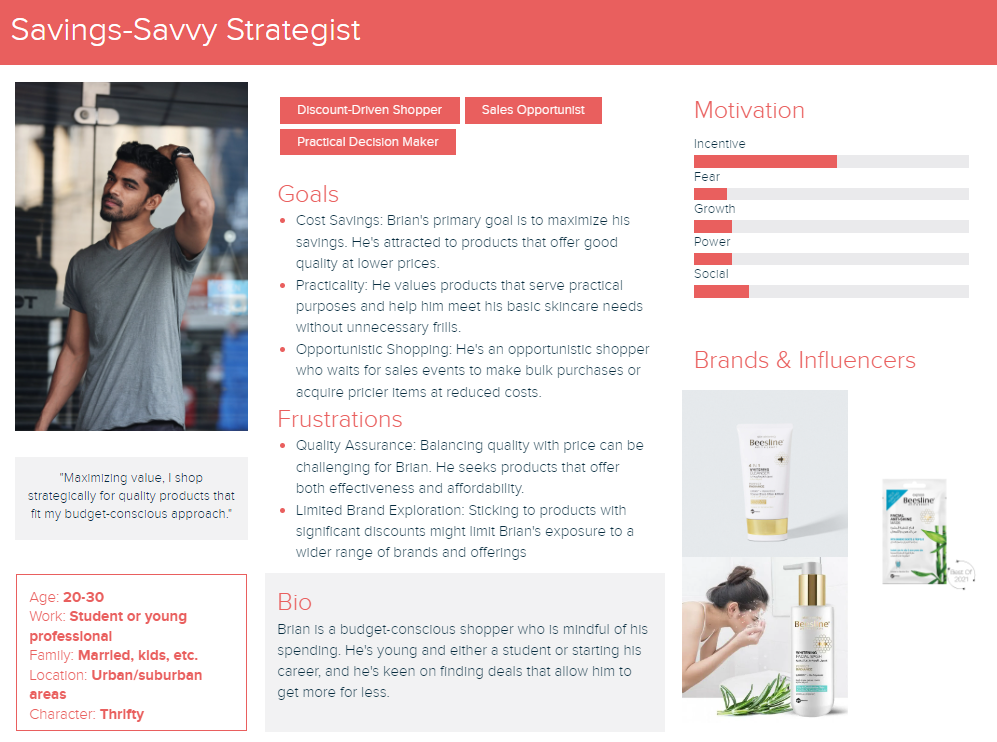 Savings-Savvy Strategist
Discount-Driven Shopper
Sales Opportunist
Practical Decision Maker
"Maximizing value, I shop
strategically for quality products that
fit my budget-conscious approach."
Age: 20-30
Work: Student or young
professional
Family: Married, kids, etc.
Location: Urban/suburban
areas
Character: Thrifty
Goals
Cost Savings: Brian's primary goal is to maximize his
savings. He's attracted to products that offer good
quality at lower prices.
Practicality: He values products that serve practical
purposes and help him meet his basic skincare needs
without unnecessary frills.
Opportunistic Shopping: He's an opportunistic shopper
who waits for sales events to make bulk purchases or
acquire pricier items at reduced costs.
Frustrations
Quality Assurance: Balancing quality with price can be
challenging for Brian. He seeks products that offer
both effectiveness and affordability.
Limited Brand Exploration: Sticking to products with
significant discounts might limit Brian's exposure to a
wider range of brands and offerings
Bio
Brian is a budget-conscious shopper who is mindful of his
spending. He's young and either a student or starting his
career, and he's keen on finding deals that allow him to
get more for less.
Motivation
Incentive
Fear
Growth
Power
Social
Brands & Influencers
Beesline
WHITENING
Beesline
FACIAL
Best Of
2021
Beesline
WHITENING
FACIAL WASH